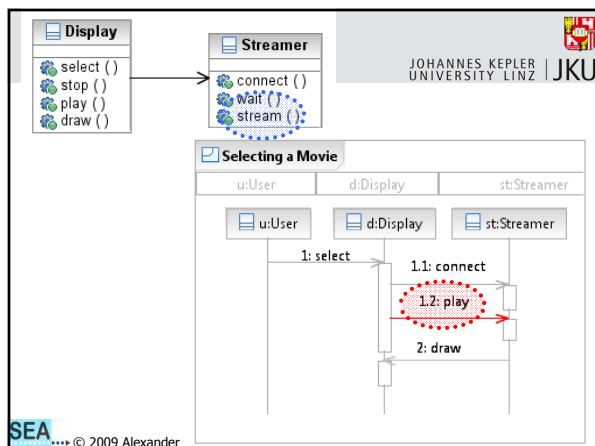 Display
select ( )
stop ( )
play ( )
draw ( )
Streamer
connect ( )
wait ( )
stream ( )
JOHANNES KEPLER
UNIVERSITY LINZ
JKU
Selecting a Movie
u:User
d:Display
st:Streamer
u:User
d:Display
st:Streamer
1: select
1.1: connect
1.2: play
2: draw
SEA
© 2009 Alexander